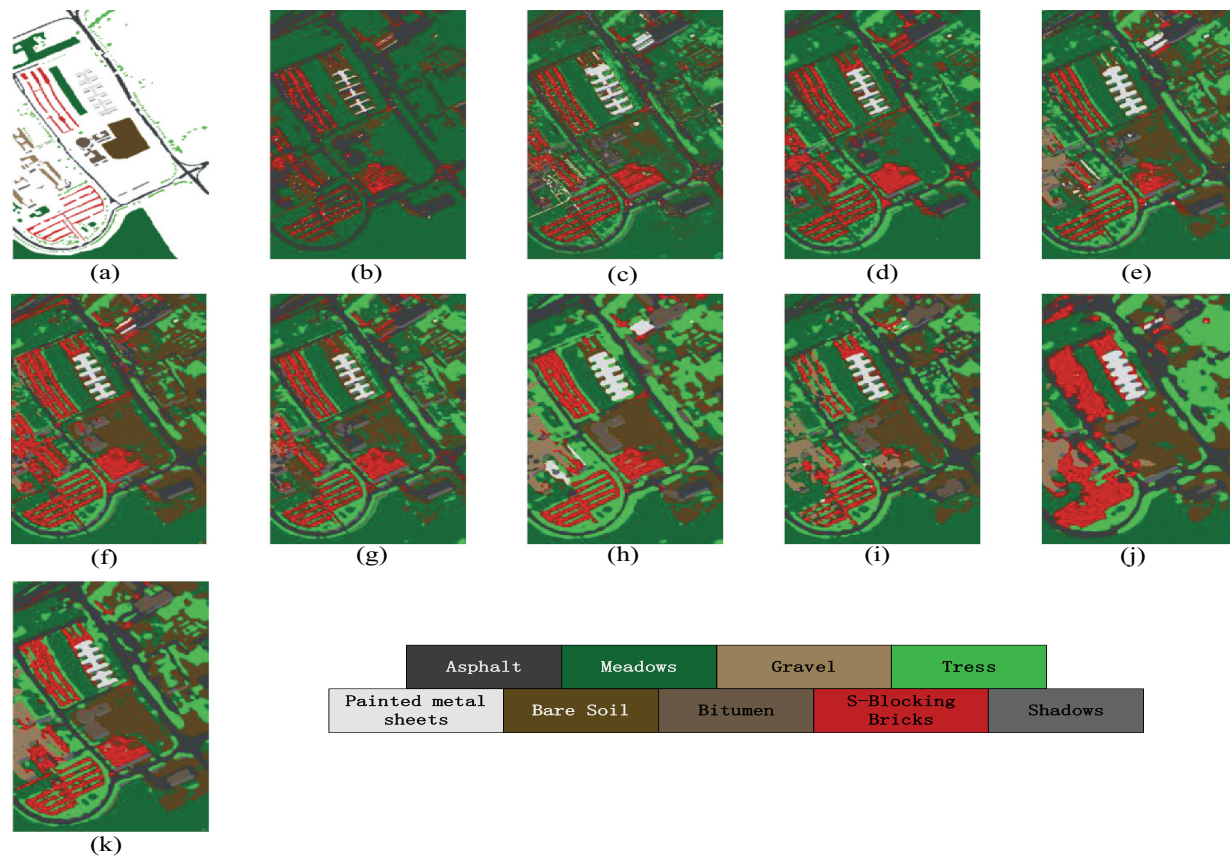 (a)
(b)
(c)
(d)
(e)
(f)
(g)
(h)
(i)
(j)
(k)
Asphalt
Meadows
Gravel
Tress
Painted metal
sheets
Bare Soil
Bitumen
S-Blocking
Bricks
Shadows